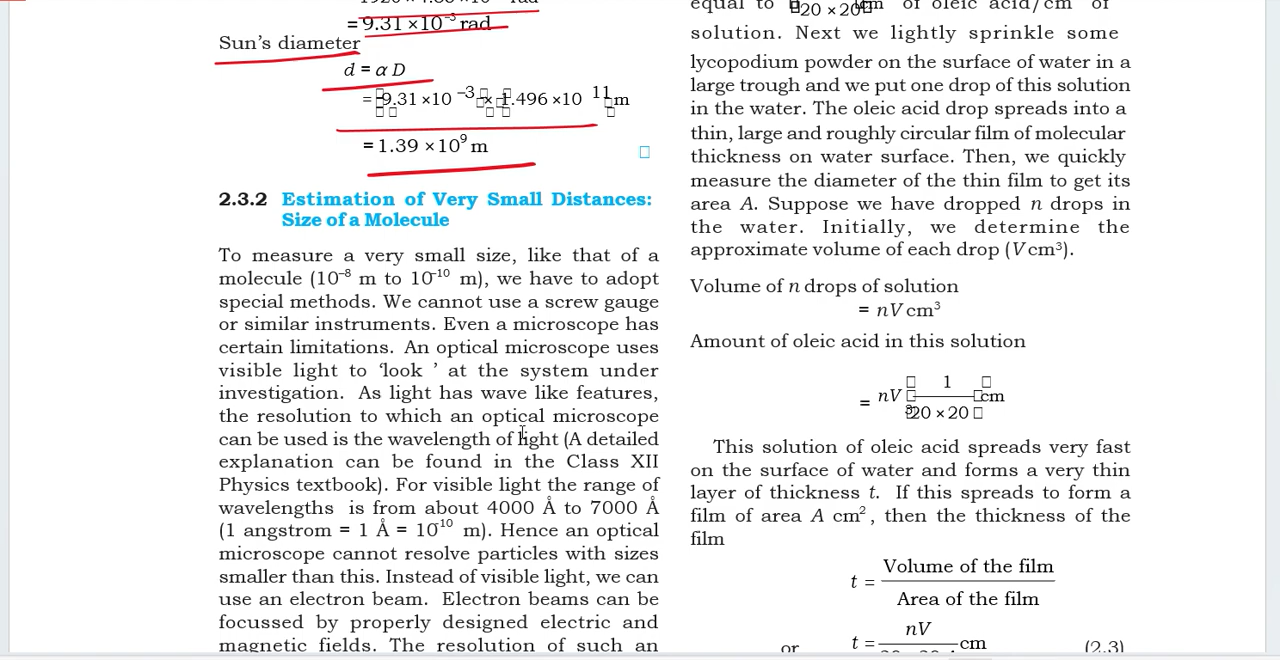 = 9.31 × 10⁻³ rad
Sun's diameter
d = α D
= 9.31 ×10 −3 × 1.496 ×10 11 m
= 1.39 × 10⁹ m
2.3.2 Estimation of Very Small Distances:
Size of a Molecule
To measure a very small size, like that of a
molecule (10⁻⁸ m to 10⁻¹⁰ m), we have to adopt
special methods. We cannot use a screw gauge
or similar instruments. Even a microscope has
certain limitations. An optical microscope uses
visible light to ‘look ’ at the system under
investigation. As light has wave like features,
the resolution to which an optical microscope
can be used is the wavelength of light (A detailed
explanation can be found in the Class XII
Physics textbook). For visible light the range of
wavelengths is from about 4000 Å to 7000 Å
(1 angstrom = 1 Å = 10⁻¹⁰ m). Hence an optical
microscope cannot resolve particles with sizes
smaller than this. Instead of visible light, we can
use an electron beam. Electron beams can be
focussed by properly designed electric and
magnetic fields. The resolution of such an
equal to 20 × 20 cm of oleic acid/cm of
solution. Next we lightly sprinkle some
lycopodium powder on the surface of water in a
large trough and we put one drop of this solution
in the water. The oleic acid drop spreads into a
thin, large and roughly circular film of molecular
thickness on water surface. Then, we quickly
measure the diameter of the thin film to get its
area A. Suppose we have dropped n drops in
the water. Initially, we determine the
approximate volume of each drop (V cm³).
Volume of n drops of solution
= nV cm³
Amount of oleic acid in this solution
1
= nV cm
3 20 × 20
This solution of oleic acid spreads very fast
on the surface of water and forms a very thin
layer of thickness t. If this spreads to form a
film of area A cm², then the thickness of the
film
Volume of the film
t =
Area of the film
nV
or t = cm (2.3)